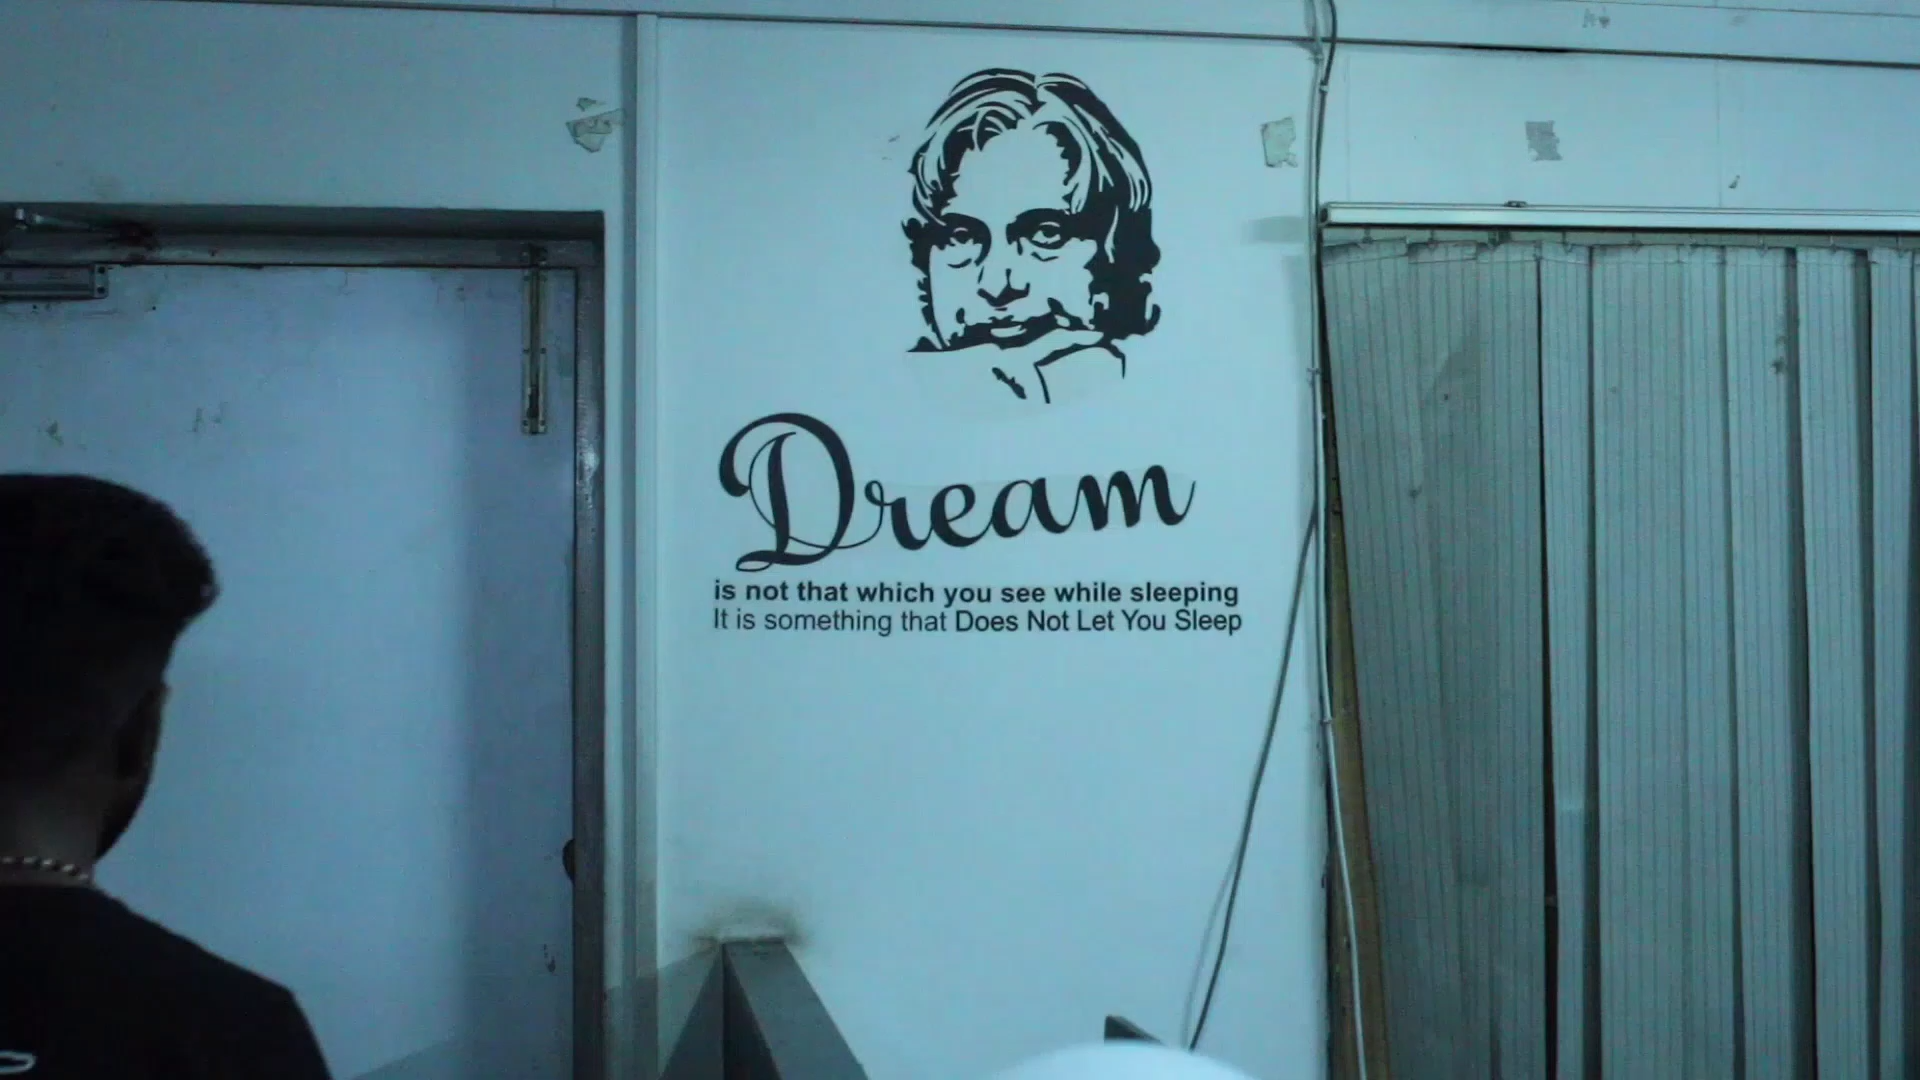 Dream
is not that which you see while sleeping
It is something that Does Not Let You Sleep